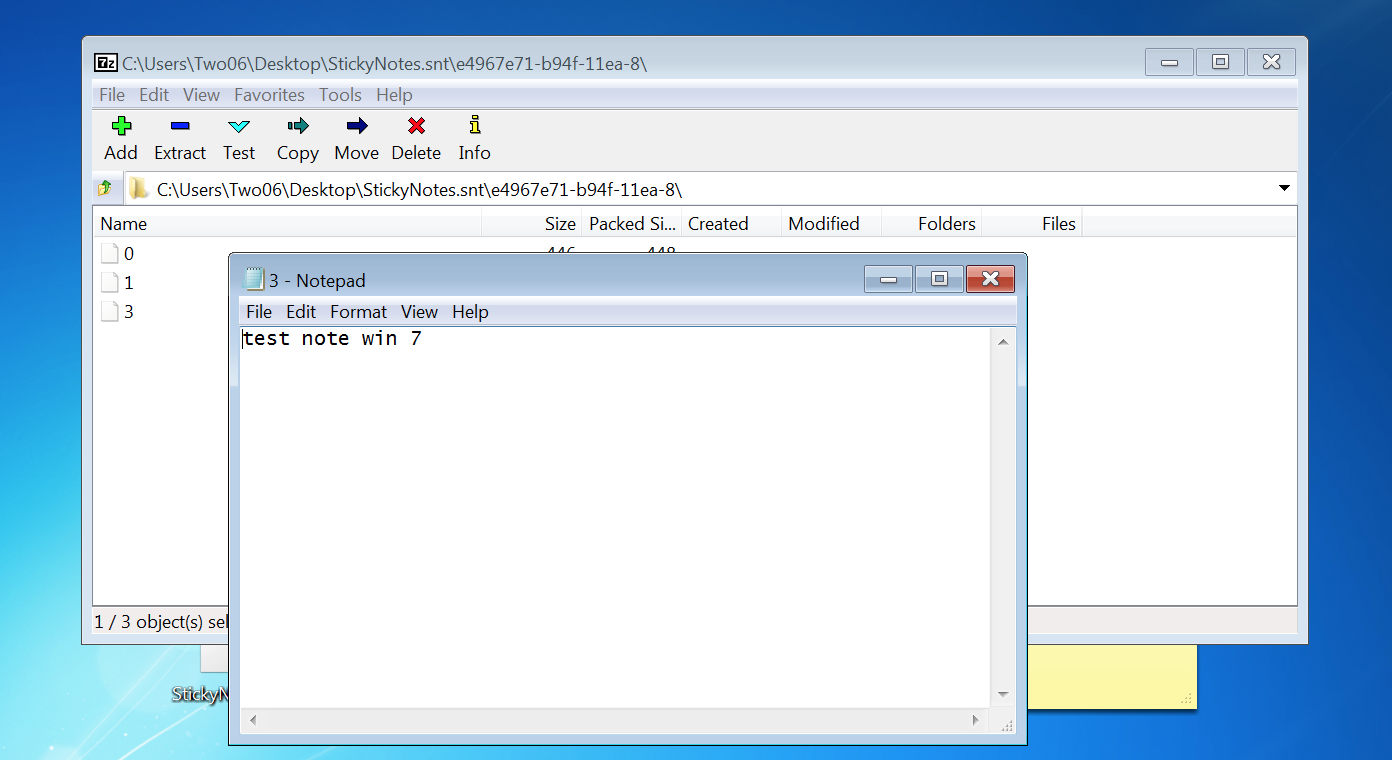 7z C:\Users\Two06\Desktop\StickyNotes.snt\e4967e71-b94f-11ea-8\
File Edit View Favorites Tools Help
Add Extract Test Copy Move Delete Info
C:\Users\Two06\Desktop\StickyNotes.snt\e4967e71-b94f-11ea-8\
Name Size Packed Si... Created Modified Folders Files
0 446 448
1
3
3 - Notepad
File Edit Format View Help
test note win 7
1 / 3 object(s) sel
StickyN